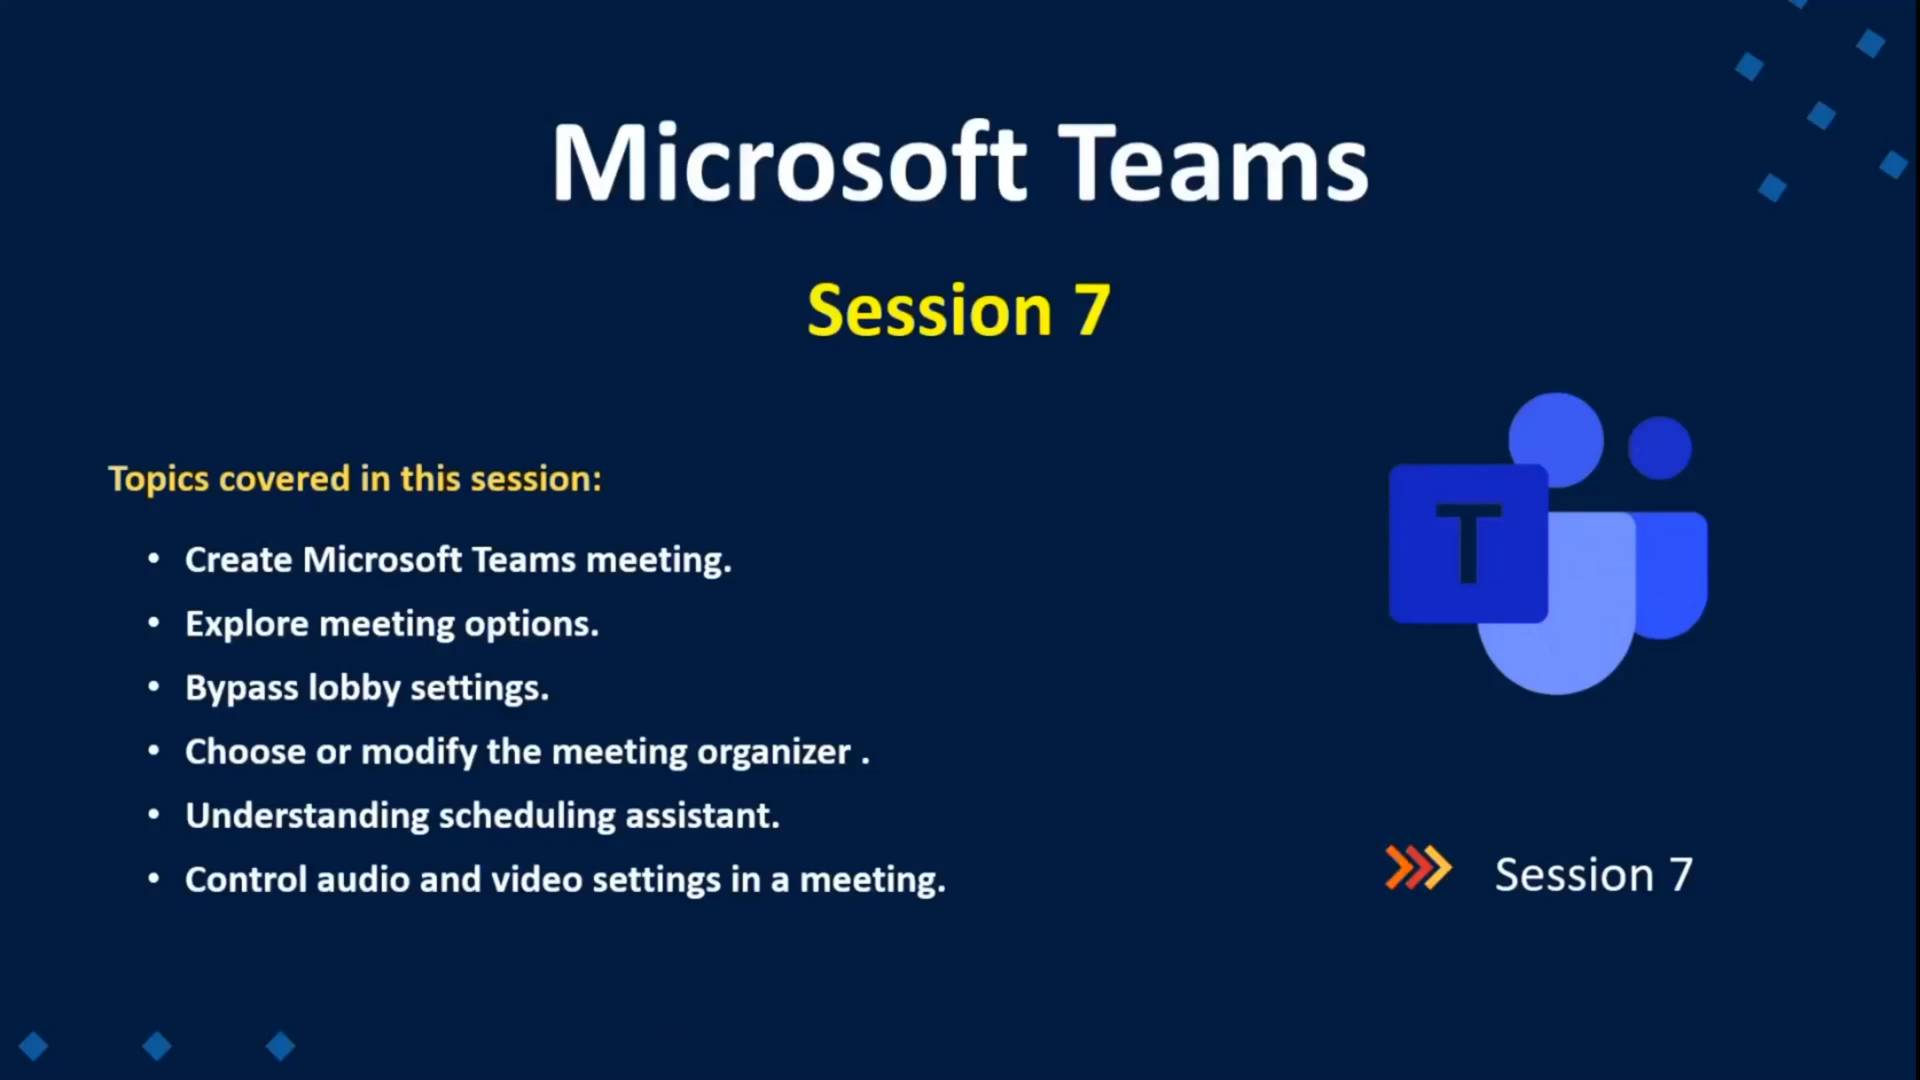 Microsoft Teams
Session 7
Topics covered in this session:
• Create Microsoft Teams meeting.
• Explore meeting options.
• Bypass lobby settings.
• Choose or modify the meeting organizer .
• Understanding scheduling assistant.
• Control audio and video settings in a meeting.
T
Session 7